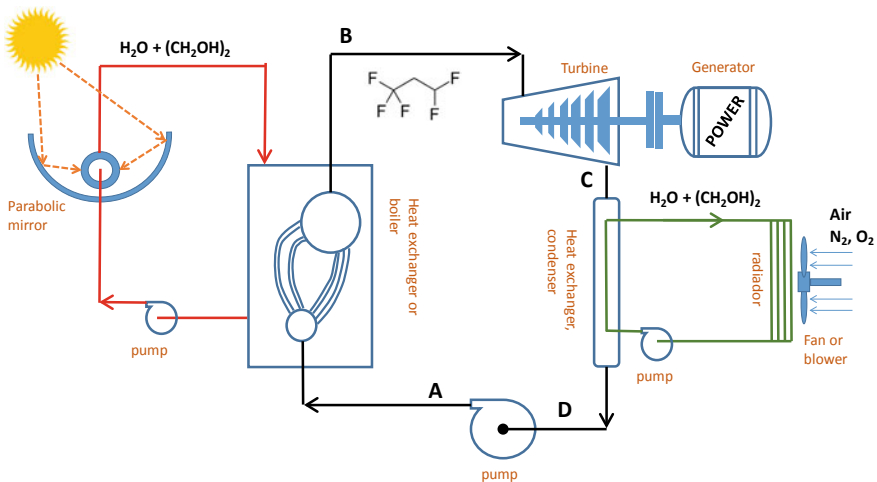 H₂O + (CH₂OH)₂
B
Turbine
Generator
F
F
F
F
F
POWER
Parabolic
mirror
Heat exchanger or
boiler
C
H₂O + (CH₂OH)₂
Heat exchanger,
condenser
radiador
Air
N₂, O₂
pump
pump
Fan or
blower
A
D
pump